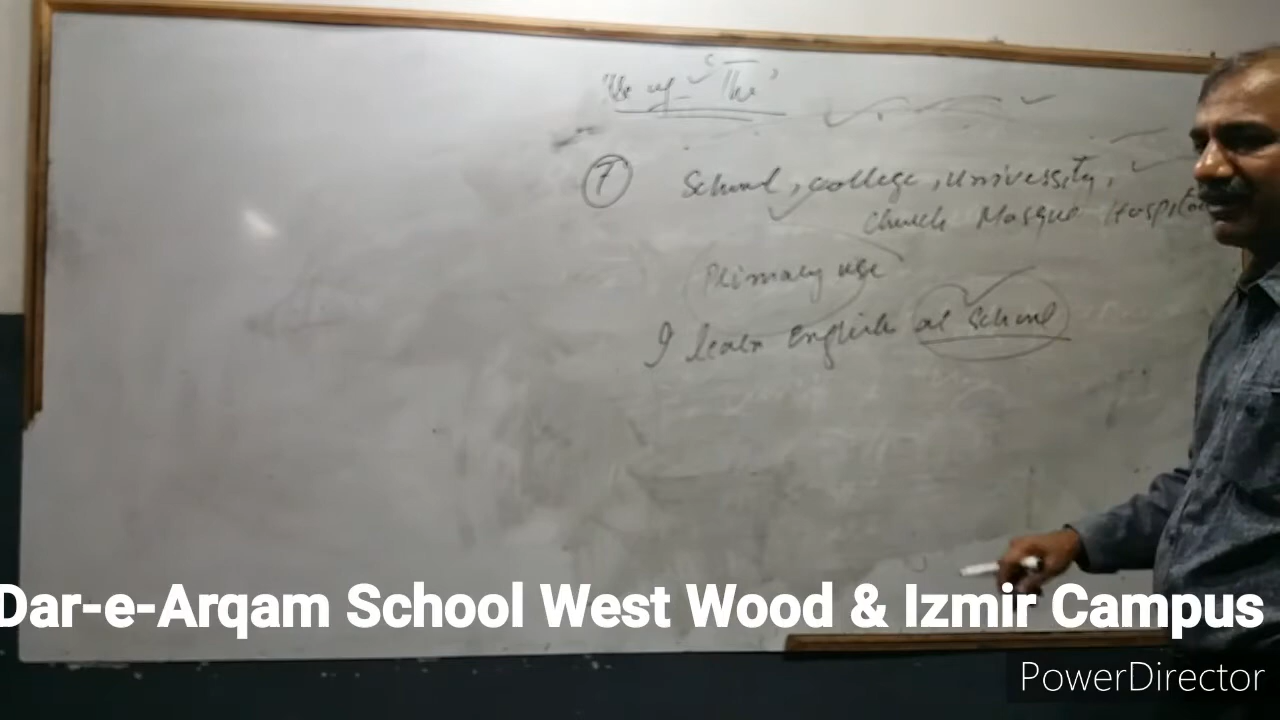 Use of "The"
7 School, college, University,
Church Mosque Hospital
Primary use
I learn English at school
Dar-e-Arqam School West Wood & Izmir Campus
PowerDirector